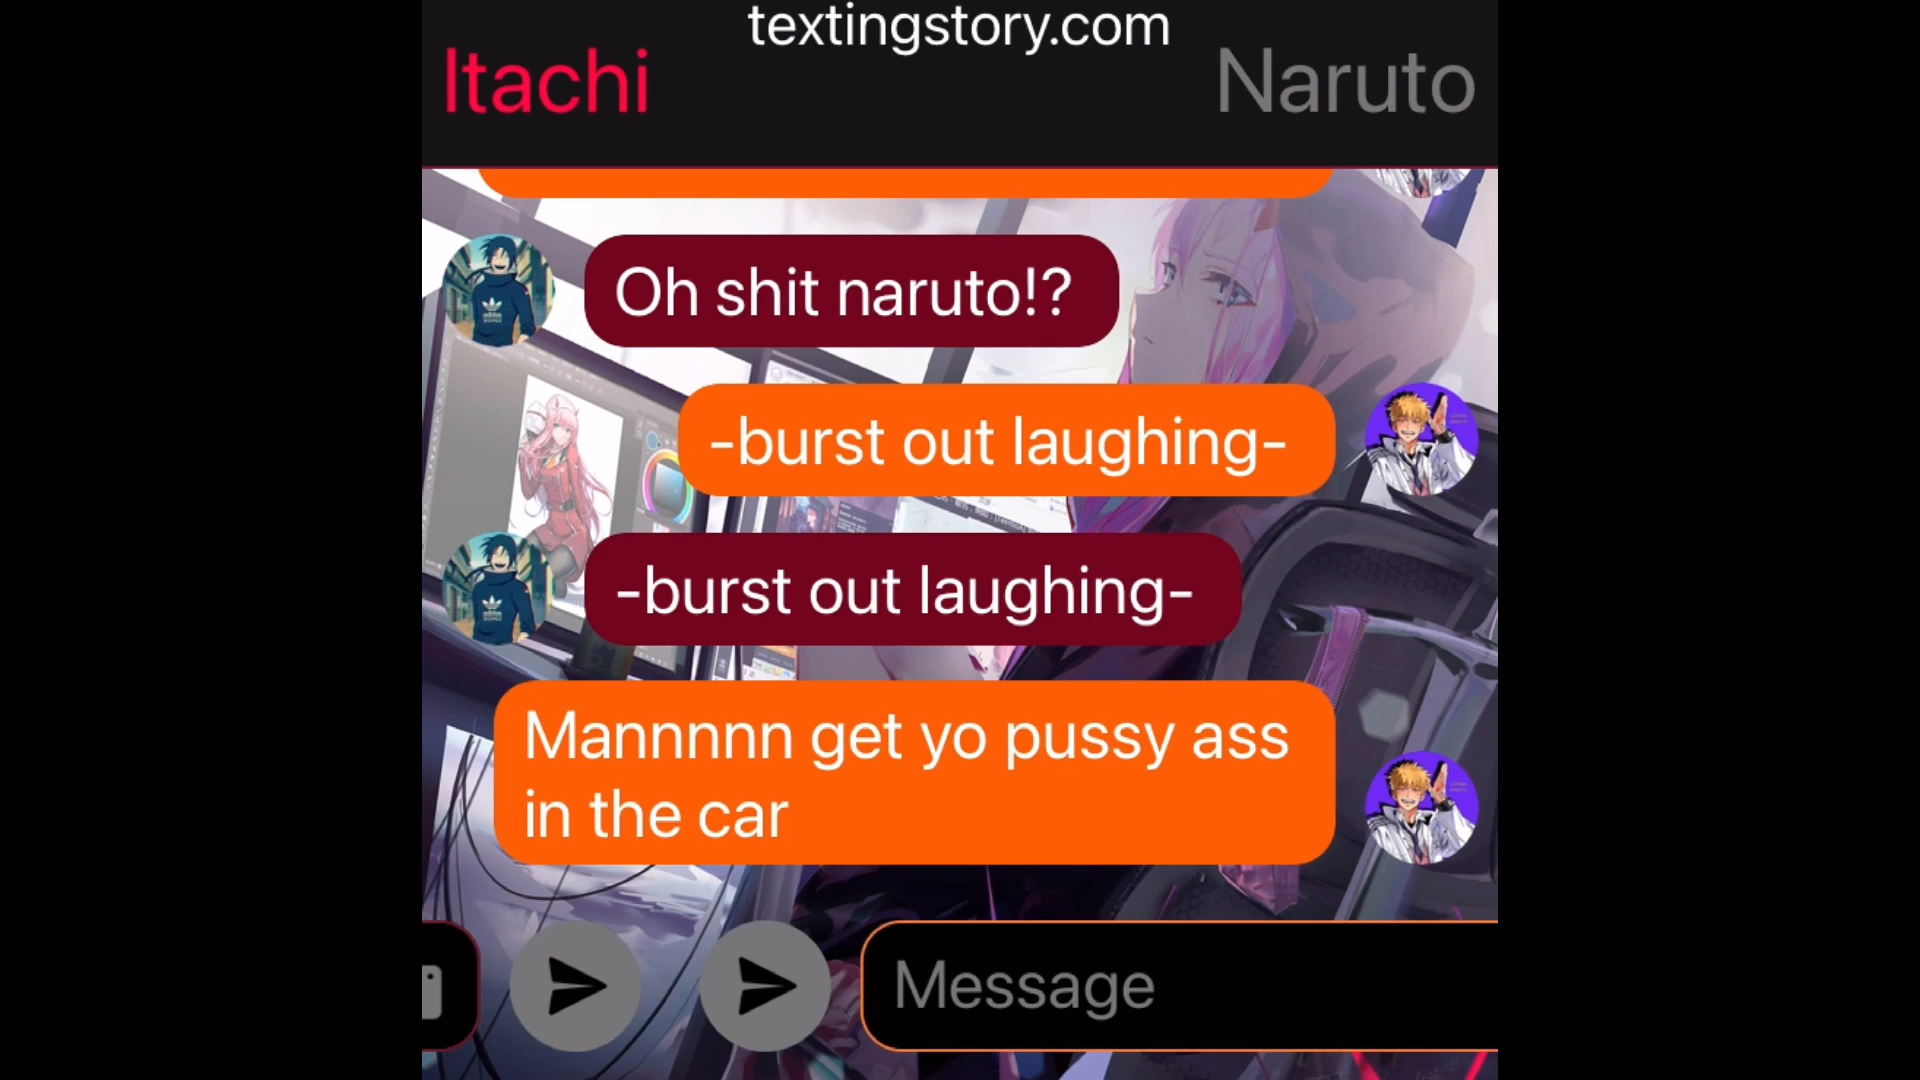 textingstory.com
Itachi
Naruto
Oh shit naruto!?
-burst out laughing-
-burst out laughing-
Mannnnn get yo pussy ass
in the car
Message